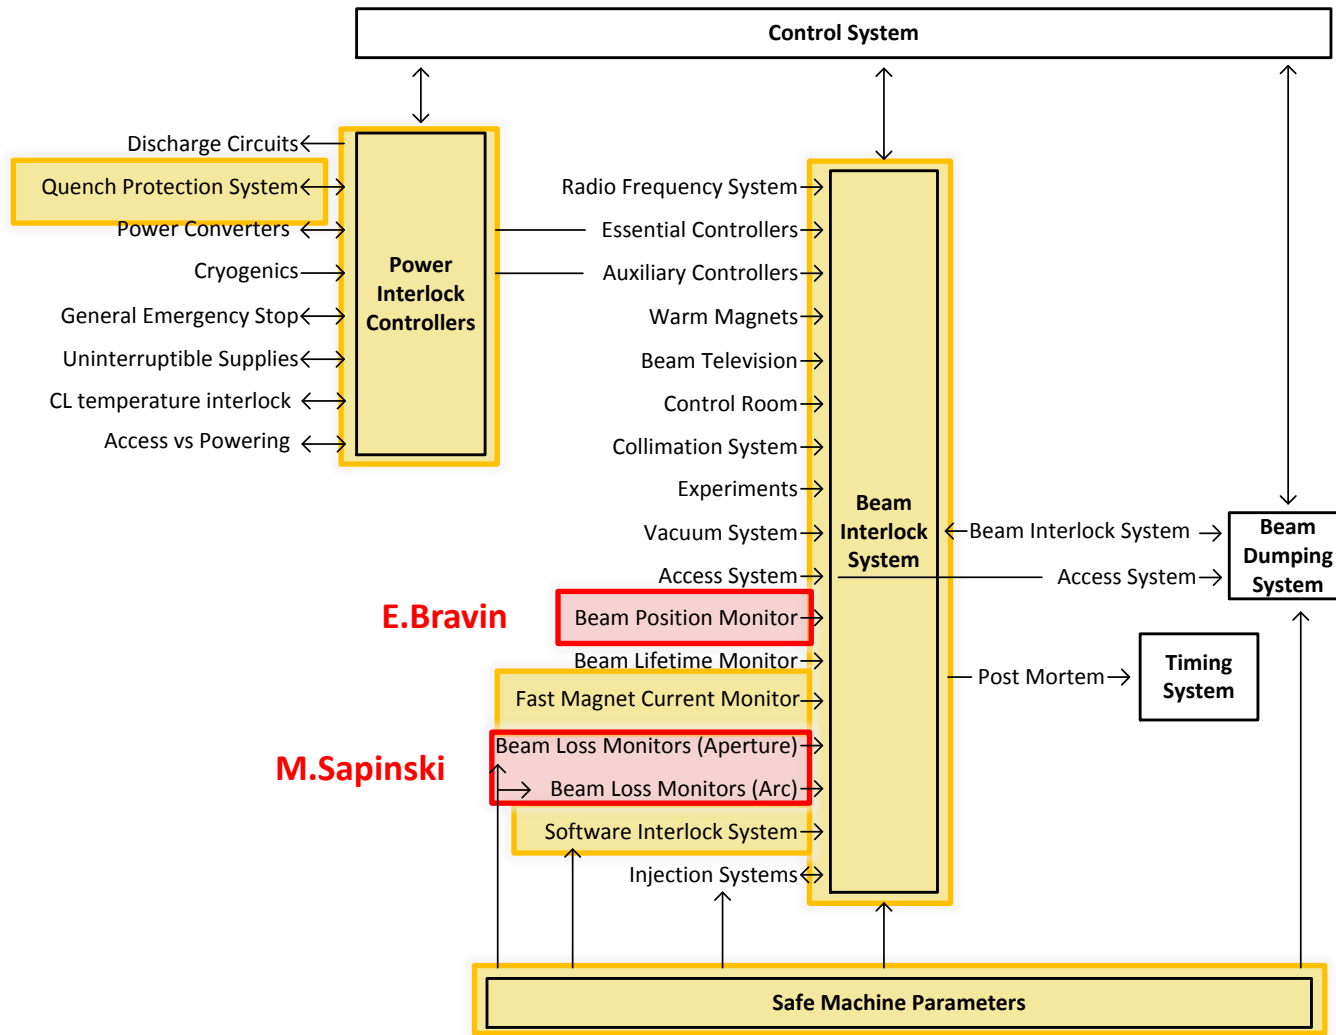 Control System
Discharge Circuits
Quench Protection System
Power Converters
Cryogenics
General Emergency Stop
Uninterruptible Supplies
CL temperature interlock
Access vs Powering
Power
Interlock
Controllers
Radio Frequency System
Essential Controllers
Auxiliary Controllers
Warm Magnets
Beam Television
Control Room
Collimation System
Experiments
Vacuum System
Access System
Beam Position Monitor
Beam Lifetime Monitor
Fast Magnet Current Monitor
Beam Loss Monitors (Aperture)
Beam Loss Monitors (Arc)
Software Interlock System
Injection Systems
E.Bravin
M.Sapinski
Beam
Interlock
System
Beam Interlock System
Access System
Post Mortem
Beam
Dumping
System
Timing
System
Safe Machine Parameters